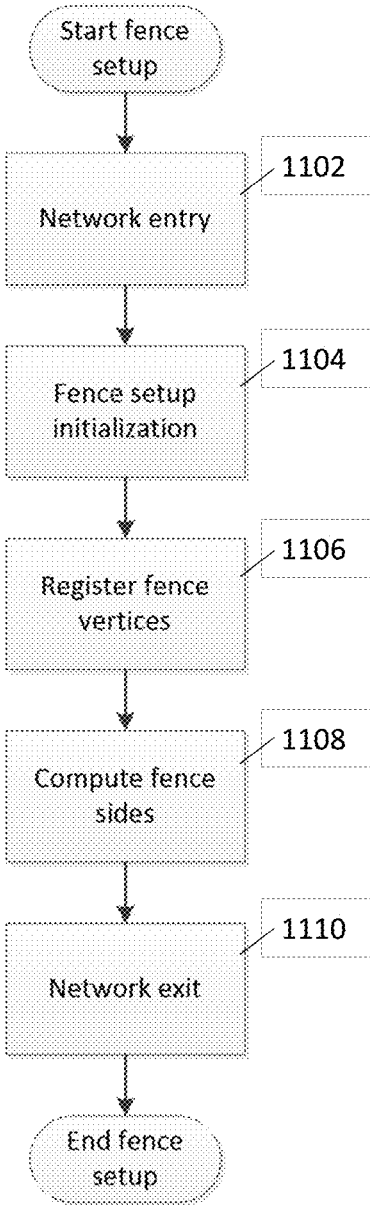 Start fence
setup
1102
Network entry
1104
Fence setup
initialization
1106
Register fence
vertices
1108
Compute fence
sides
1110
Network exit
End fence
setup